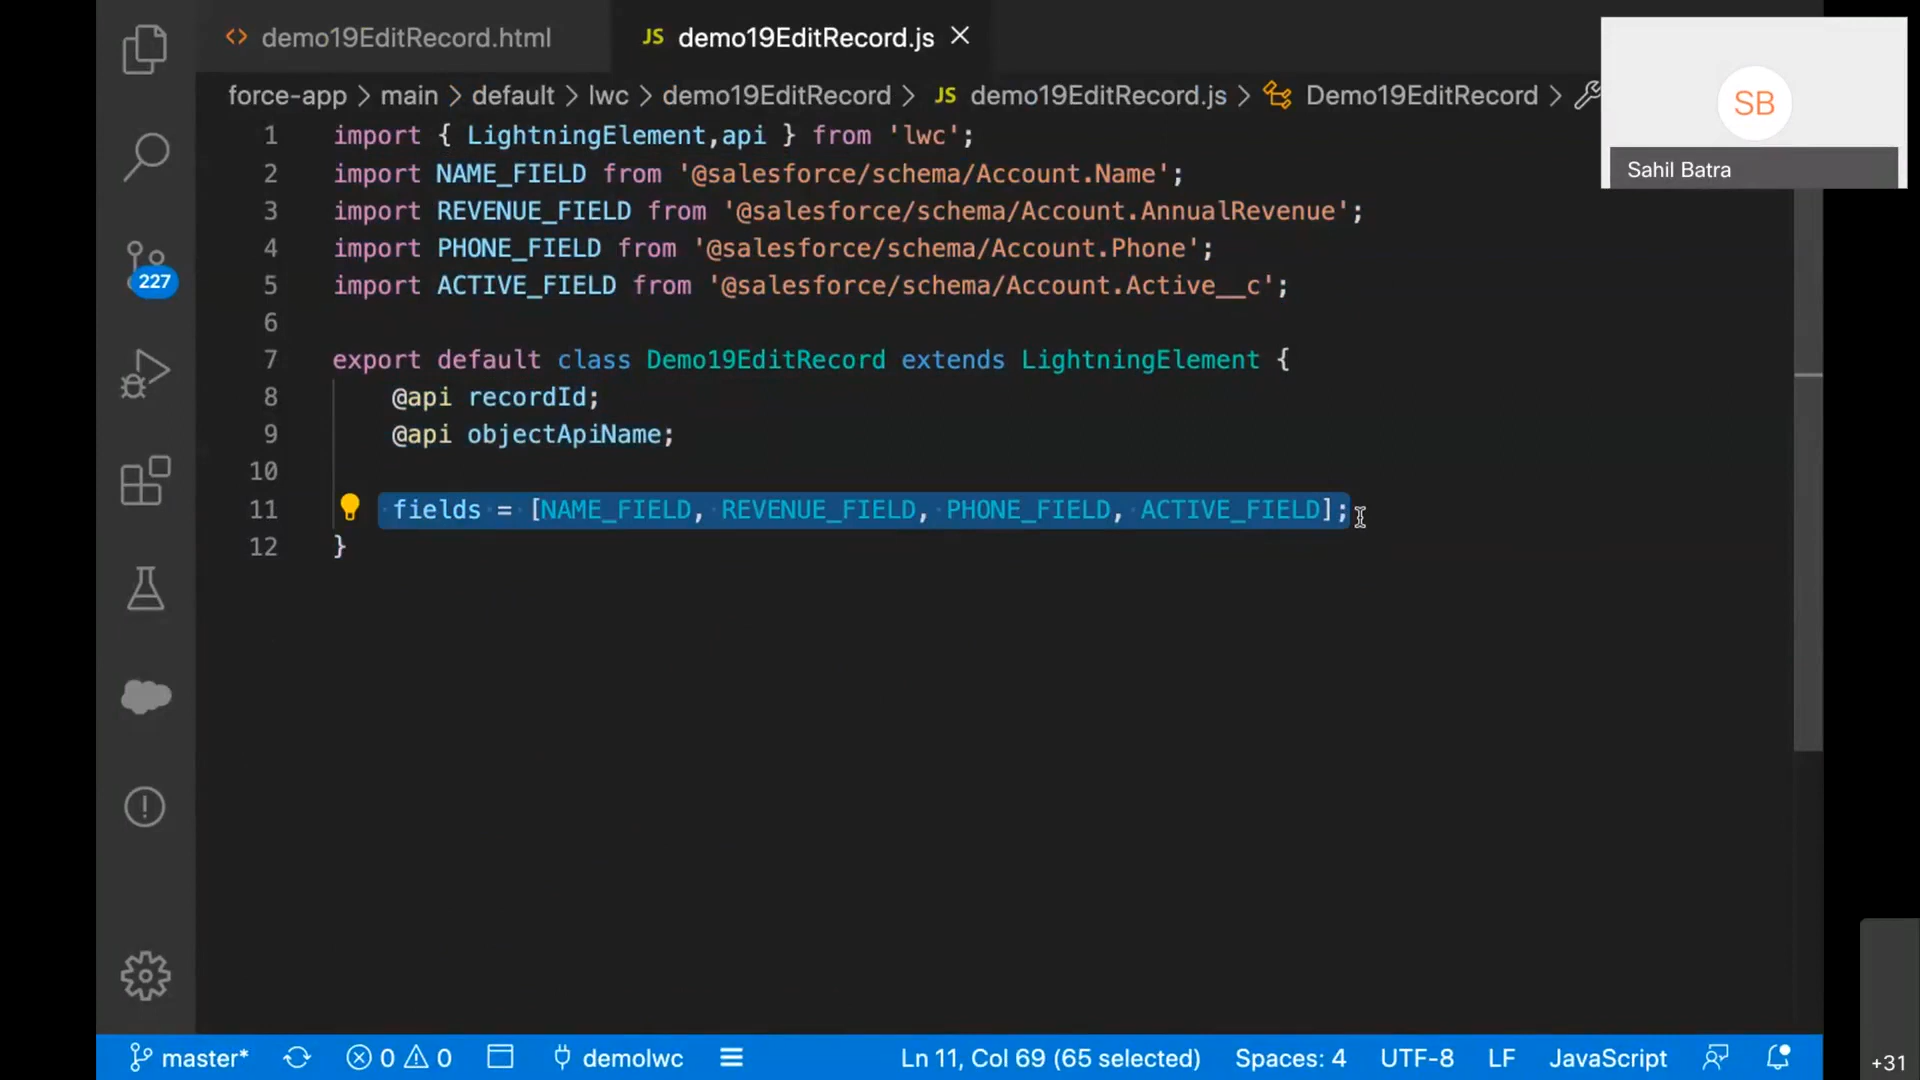 demo19EditRecord.html
JS demo19EditRecord.js
force-app > main > default > lwc > demo19EditRecord > JS demo19EditRecord.js > Demo19EditRecord >
SB
Sahil Batra
1 import { LightningElement,api } from 'lwc';
2 import NAME_FIELD from '@salesforce/schema/Account.Name';
3 import REVENUE_FIELD from '@salesforce/schema/Account.AnnualRevenue';
4 import PHONE_FIELD from '@salesforce/schema/Account.Phone';
5 import ACTIVE_FIELD from '@salesforce/schema/Account.Active__c';
6
7 export default class Demo19EditRecord extends LightningElement {
8 @api recordId;
9 @api objectApiName;
10
11 fields = [NAME_FIELD, REVENUE_FIELD, PHONE_FIELD, ACTIVE_FIELD];
12 }
227
master* 0 0 demolwc Ln 11, Col 69 (65 selected) Spaces: 4 UTF-8 LF JavaScript
+31